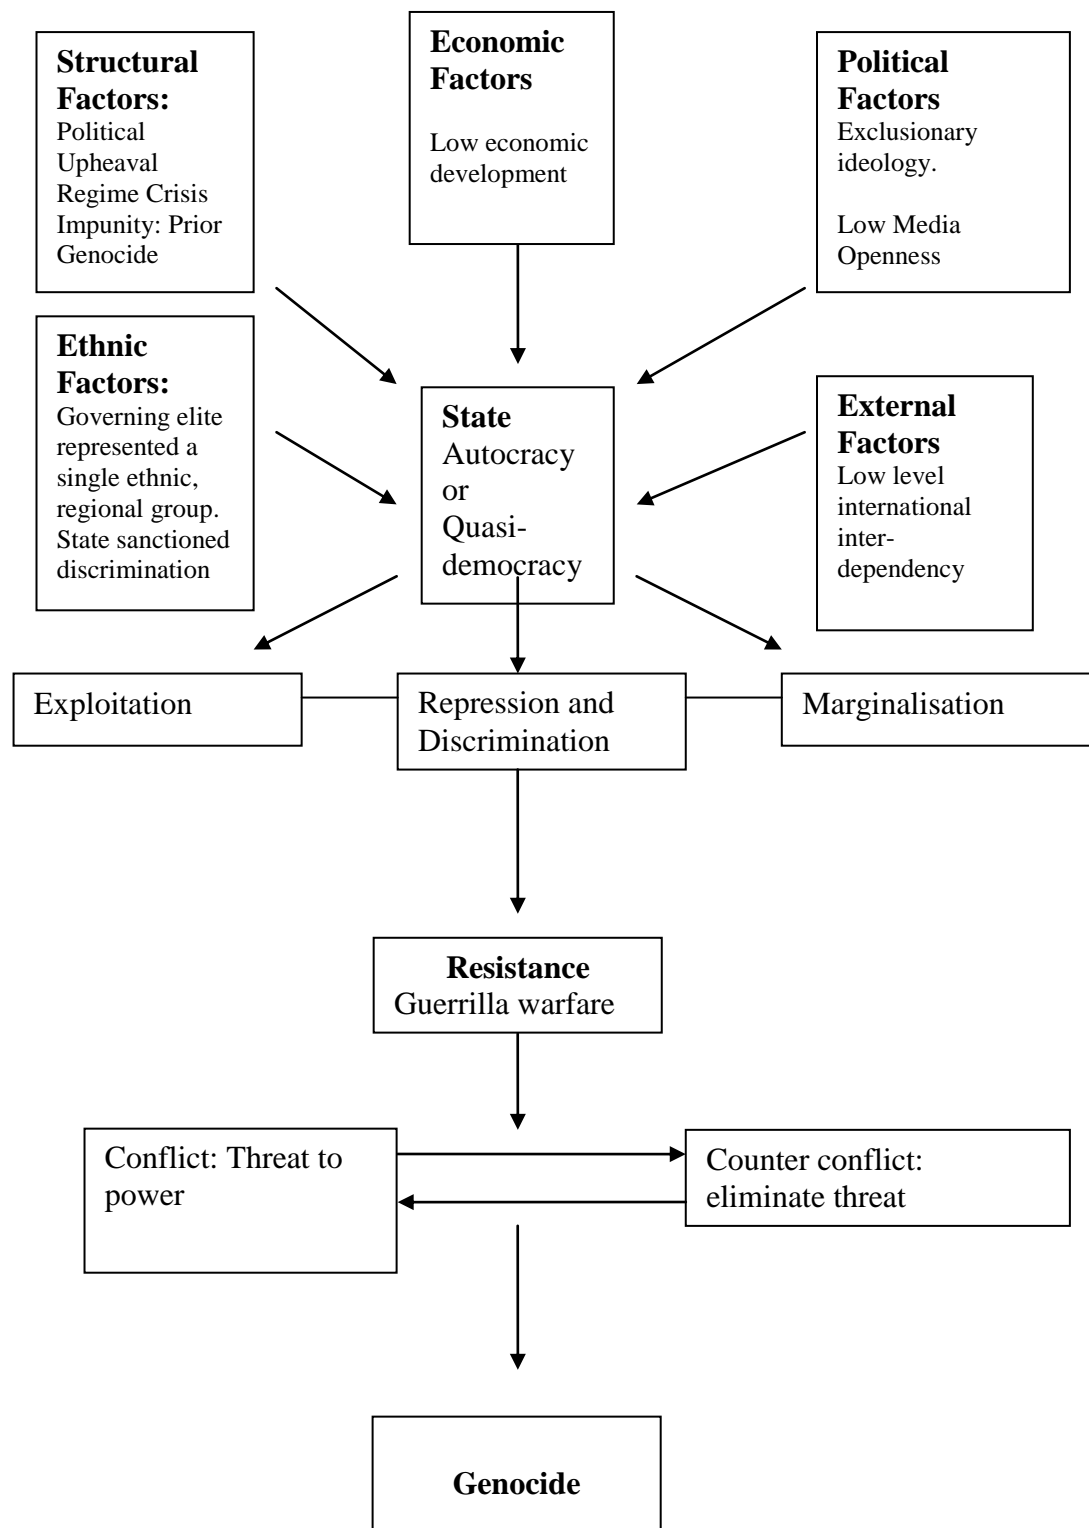 Structural
Factors:
Political
Upheaval
Regime Crisis
Impunity: Prior
Genocide
Economic
Factors
Low economic
development
Political
Factors
Exclusionary
ideology.
Low Media
Openness
Ethnic
Factors:
Governing elite
represented a
single ethnic,
regional group.
State sanctioned
discrimination
State
Autocracy
or
Quasi-
democracy
External
Factors
Low level
international
inter-
dependency
Exploitation
Repression and
Discrimination
Marginalisation
Resistance
Guerrilla warfare
Conflict: Threat to
power
Counter conflict:
eliminate threat
Genocide